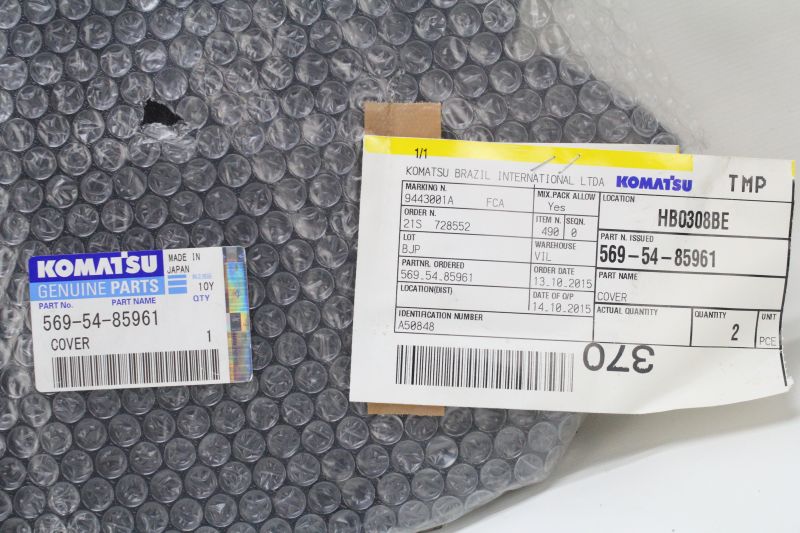 KOMATSU
GENUINE PARTS
MADE IN
JAPAN
10Y
PART No.
PART NAME
QTY
569-54-85961
COVER
1
1/1
KOMATSU BRAZIL INTERNATIONAL LTDA
KOMATSU
TMP
MARKING N.
9443001A FCA
MIX.PACK ALLOW
Yes
LOCATION
HB0308BE
ORDER N.
21S 728552
ITEM N.
490
SEQN.
0
PART N. ISSUED
569-54-85961
LOT
BJP
WAREHOUSE
VIL
PARTNR. ORDERED
569.54.85961
ORDER DATE
13.10.2015
PART NAME
COVER
LOCATION(DIST)
DATE OF O/P
14.10.2015
ACTUAL QUANTITY
QUANTITY
2
UNIT
PCE
IDENTIFICATION NUMBER
A50848
370